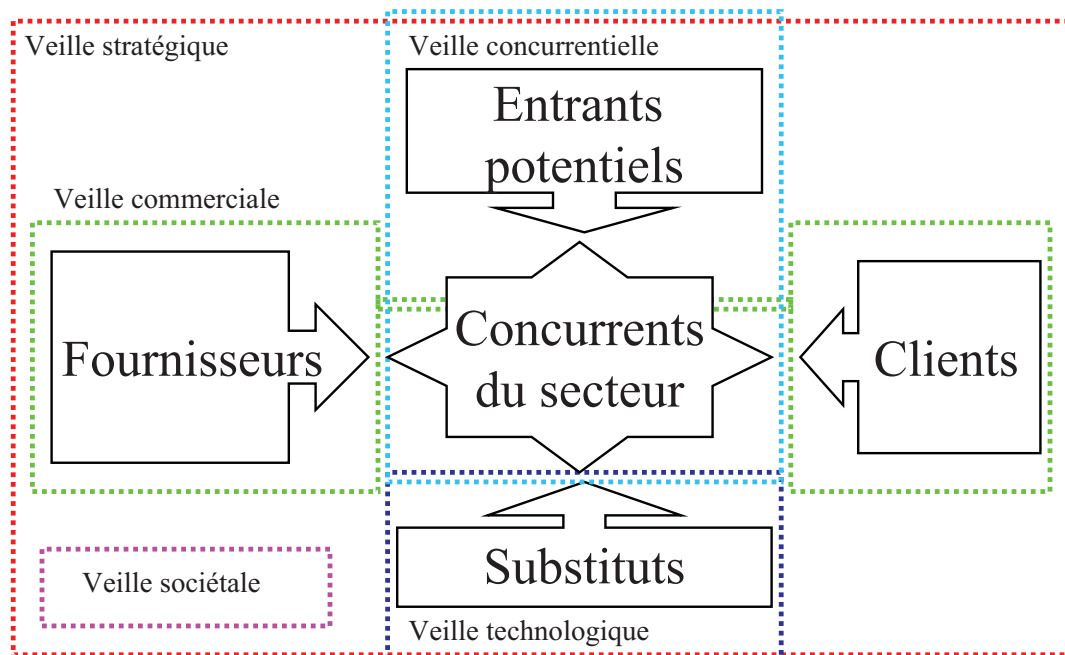 Veille stratégique
Veille concurrentielle
Entrants
potentiels
Veille commerciale
Fournisseurs
Concurrents
du secteur
Clients
Substituts
Veille sociétale
Veille technologique